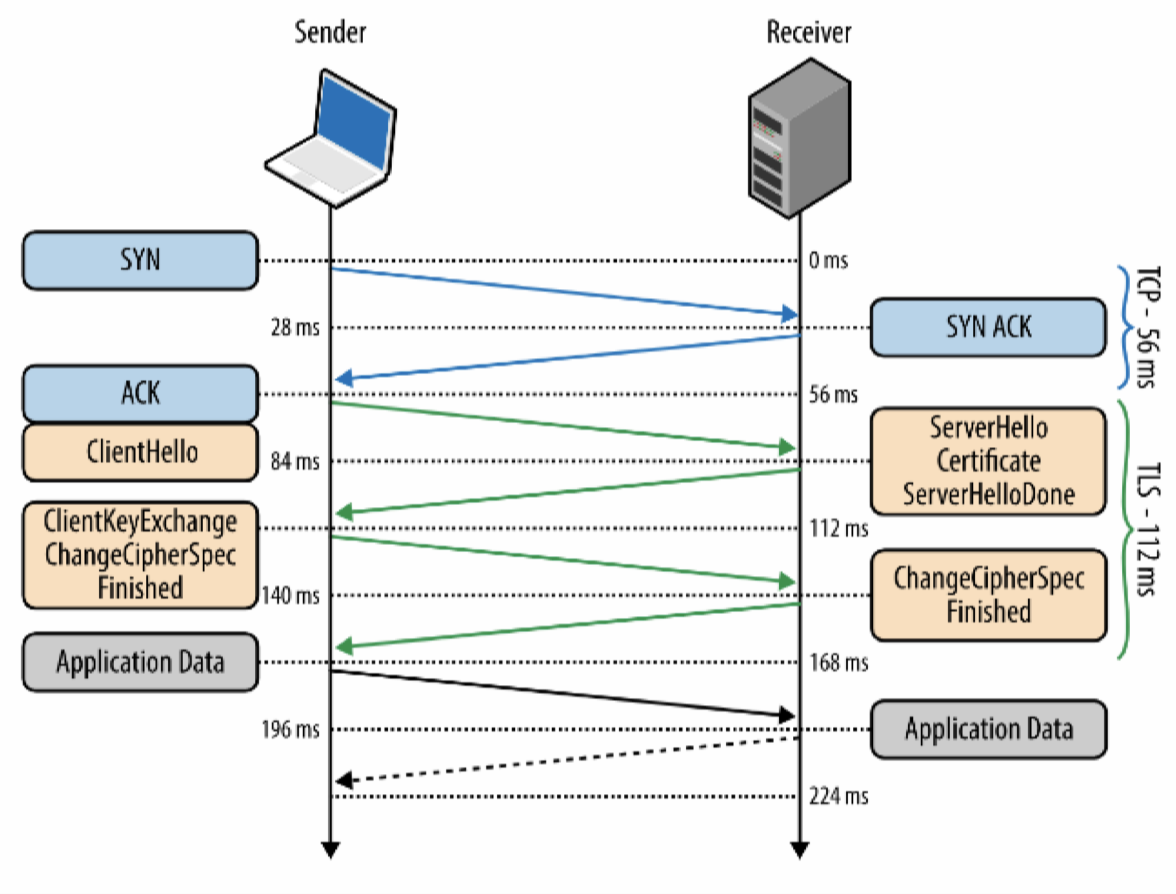 Sender
Receiver
SYN
0 ms
28 ms
SYN ACK
TCP - 56 ms
ACK
56 ms
ClientHello
84 ms
ServerHello
Certificate
ServerHelloDone
TLS - 112 ms
ClientKeyExchange
ChangeCipherSpec
Finished
112 ms
140 ms
ChangeCipherSpec
Finished
Application Data
168 ms
196 ms
Application Data
224 ms